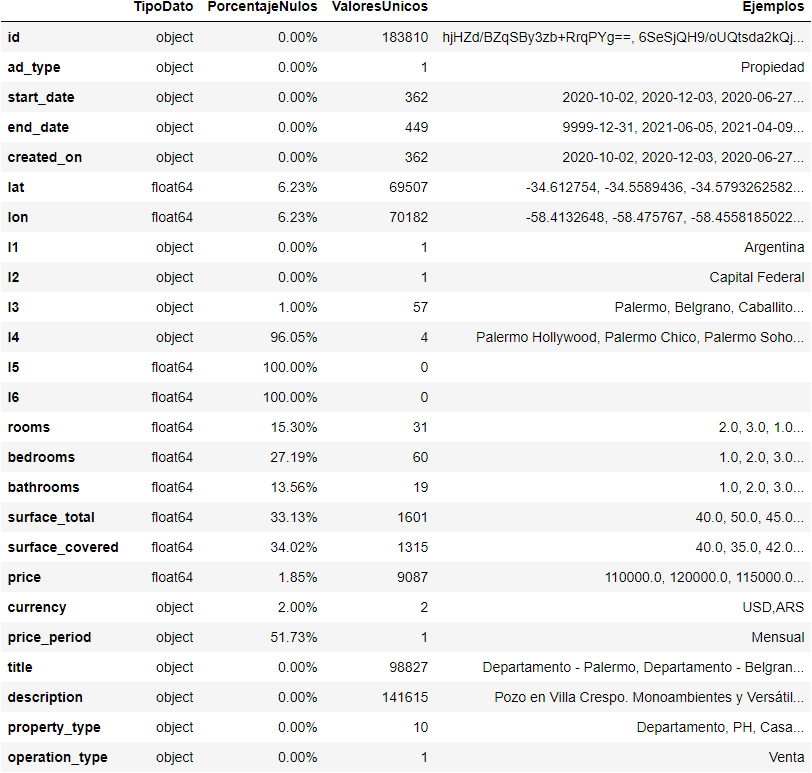 TipoDato PorcentajeNulos ValoresUnicos Ejemplos
id object 0.00% 183810 hjHZd/BZqSBy3zb+RrqPYg==, 6SeSjQH9/oUQtsda2kQj...
ad_type object 0.00% 1 Propiedad
start_date object 0.00% 362 2020-10-02, 2020-12-03, 2020-06-27...
end_date object 0.00% 449 9999-12-31, 2021-06-05, 2021-04-09...
created_on object 0.00% 362 2020-10-02, 2020-12-03, 2020-06-27...
lat float64 6.23% 69507 -34.612754, -34.5589436, -34.5793262582...
lon float64 6.23% 70182 -58.4132648, -58.475767, -58.4558185022...
l1 object 0.00% 1 Argentina
l2 object 0.00% 1 Capital Federal
l3 object 1.00% 57 Palermo, Belgrano, Caballito...
l4 object 96.05% 4 Palermo Hollywood, Palermo Chico, Palermo Soho...
l5 float64 100.00% 0
l6 float64 100.00% 0
rooms float64 15.30% 31 2.0, 3.0, 1.0...
bedrooms float64 27.19% 60 1.0, 2.0, 3.0...
bathrooms float64 13.56% 19 1.0, 2.0, 3.0...
surface_total float64 33.13% 1601 40.0, 50.0, 45.0...
surface_covered float64 34.02% 1315 40.0, 35.0, 42.0...
price float64 1.85% 9087 110000.0, 120000.0, 115000.0...
currency object 2.00% 2 USD,ARS
price_period object 51.73% 1 Mensual
title object 0.00% 98827 Departamento - Palermo, Departamento - Belgran...
description object 0.00% 141615 Pozo en Villa Crespo. Monoambientes y Versátil...
property_type object 0.00% 10 Departamento, PH, Casa...
operation_type object 0.00% 1 Venta